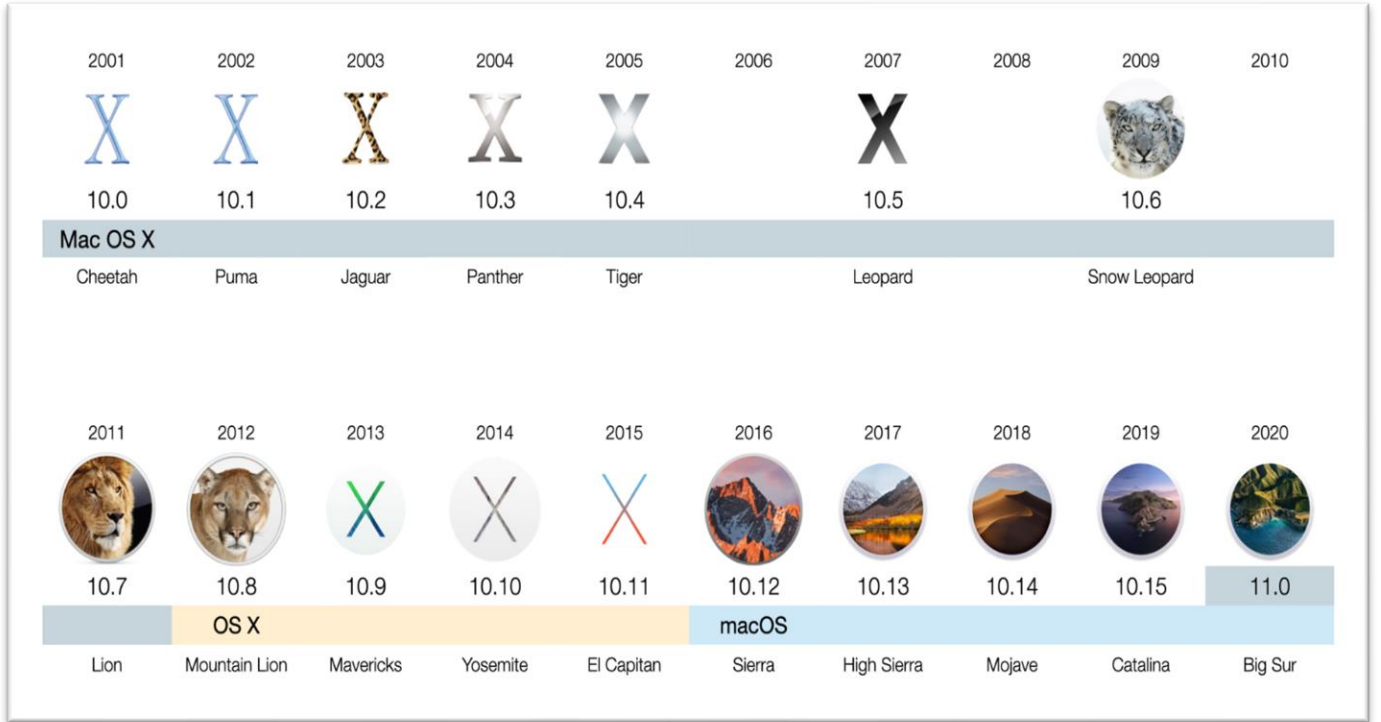 2001 2002 2003 2004 2005 2006 2007 2008 2009 2010
X X X X X X
10.0 10.1 10.2 10.3 10.4 10.5 10.6
Mac OS X
Cheetah Puma Jaguar Panther Tiger Leopard Snow Leopard
2011 2012 2013 2014 2015 2016 2017 2018 2019 2020
X X X
10.7 10.8 10.9 10.10 10.11 10.12 10.13 10.14 10.15 11.0
OS X macOS
Lion Mountain Lion Mavericks Yosemite El Capitan Sierra High Sierra Mojave Catalina Big Sur